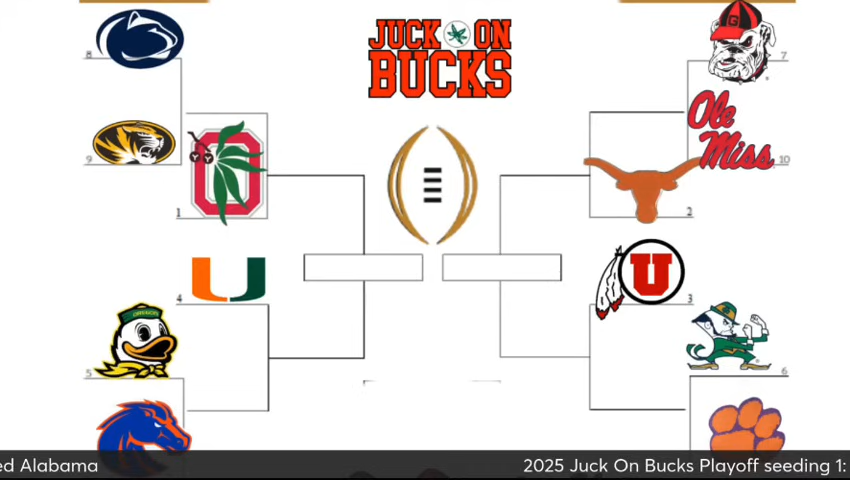 JUCK ON
BUCKS
8
7
OREGON
G
9
Ole
Miss
10
1
2
4
U
3
5
6
ed Alabama
2025 Juck On Bucks Playoff seeding 1: